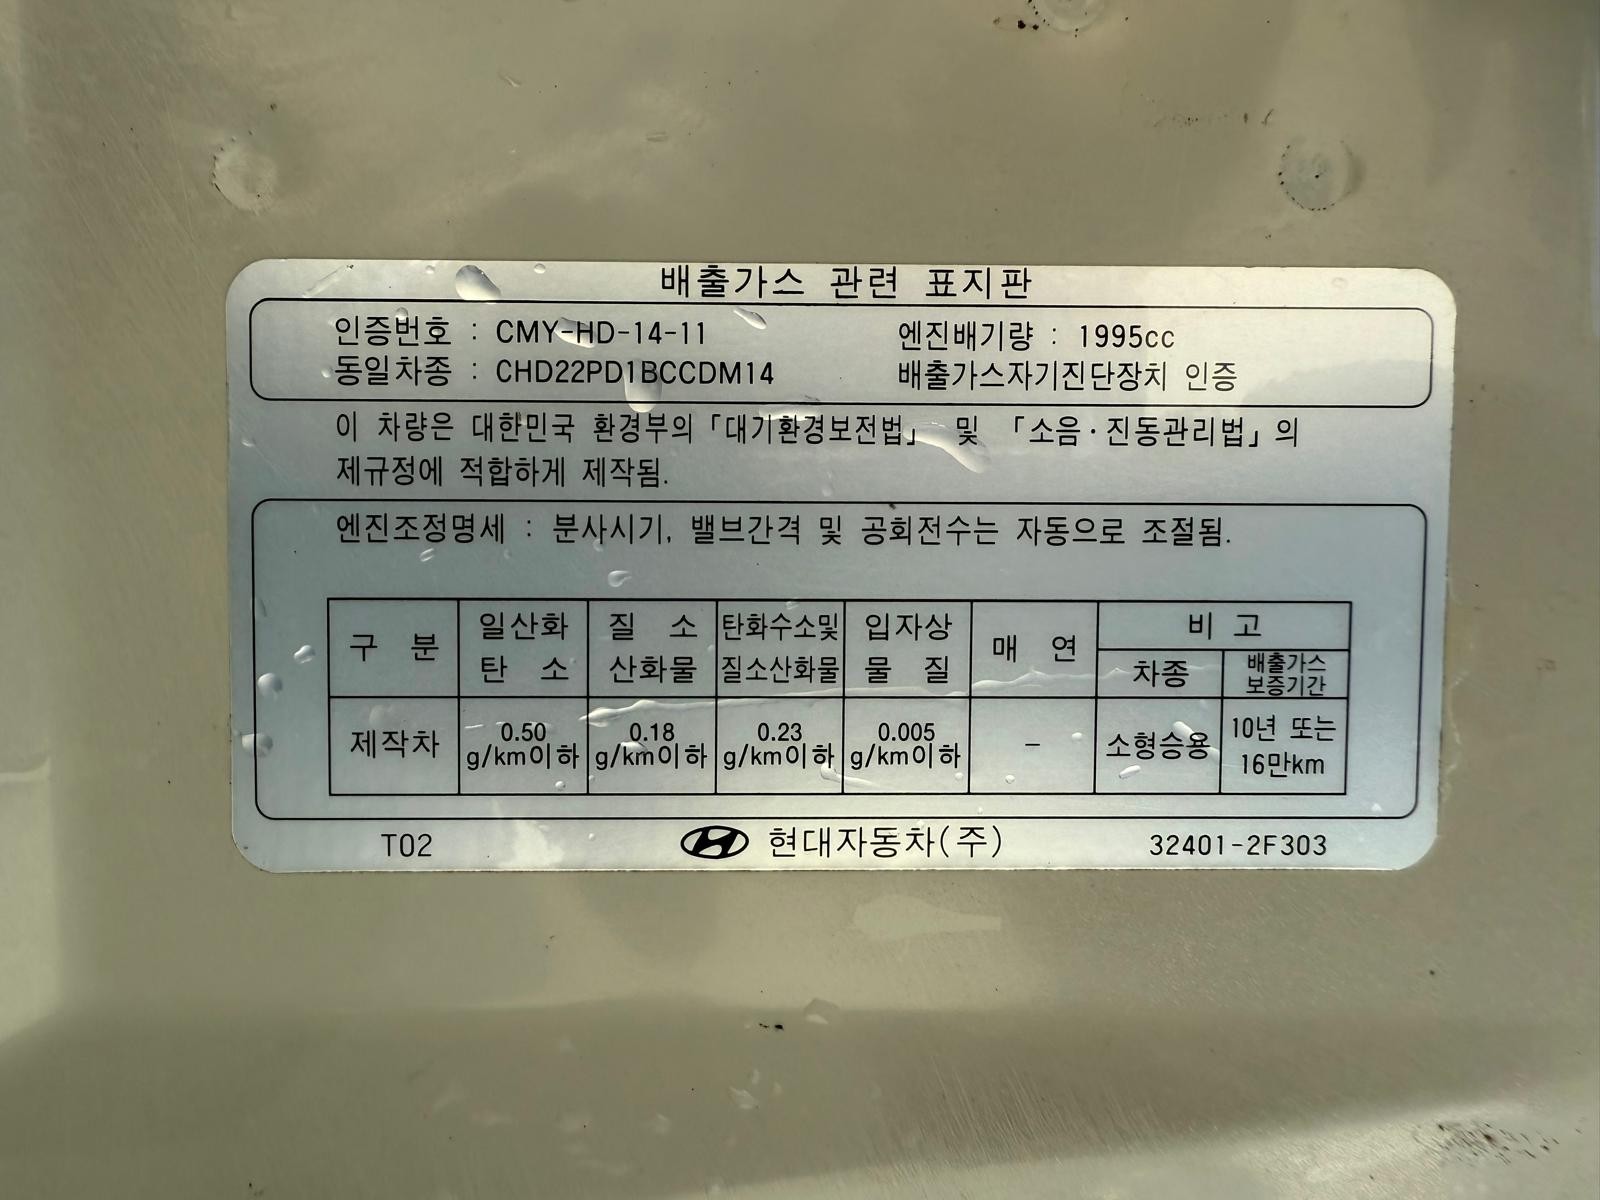 배출가스 관련 표지판
인증번호 : CMY-HD-14-11 엔진배기량 : 1995cc
동일차종 : CHD22PD1BCCDM14 배출가스자기진단장치 인증
이 차량은 대한민국 환경부의 「대기환경보전법」 및 「소음·진동관리법」의
제규정에 적합하게 제작됨.
엔진조정명세 : 분사시기, 밸브간격 및 공회전수는 자동으로 조절됨.
구 분 일산화 탄 소 질 소 산화물 탄화수소및 질소산화물 입자상 물 질 매 연 비 고
차종 배출가스 보증기간
제작차 0.50 g/km이하 0.18 g/km이하 0.23 g/km이하 0.005 g/km이하 - 소형승용 10년 또는 16만km
T02 현대자동차(주) 32401-2F303